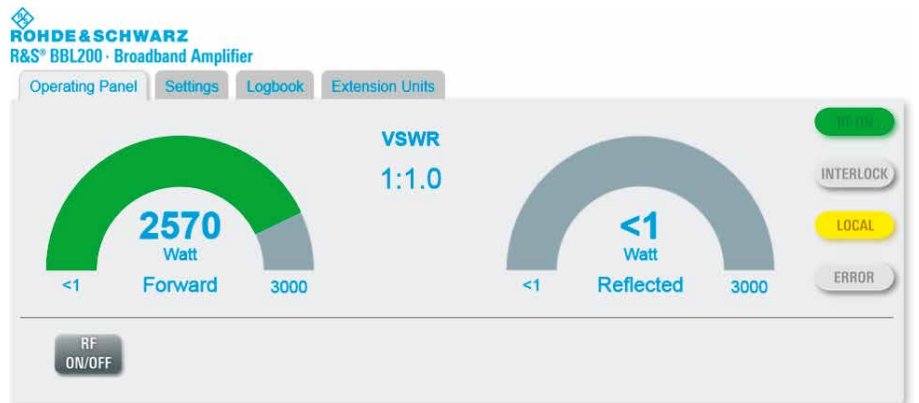 R&S
ROHDE & SCHWARZ
R&S® BBL200 · Broadband Amplifier
Operating Panel Settings Logbook Extension Units
VSWR
1:1.0
2570
Watt
Forward
<1
3000
<1
Watt
Reflected
<1
3000
RF ON
INTERLOCK
LOCAL
ERROR
RF
ON/OFF